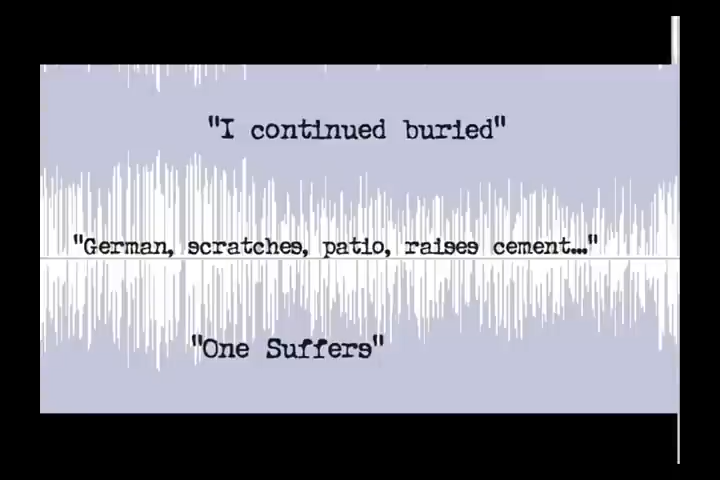 "I continued buried"
"German, scratches, patio, raises cement..."
"One Suffers"